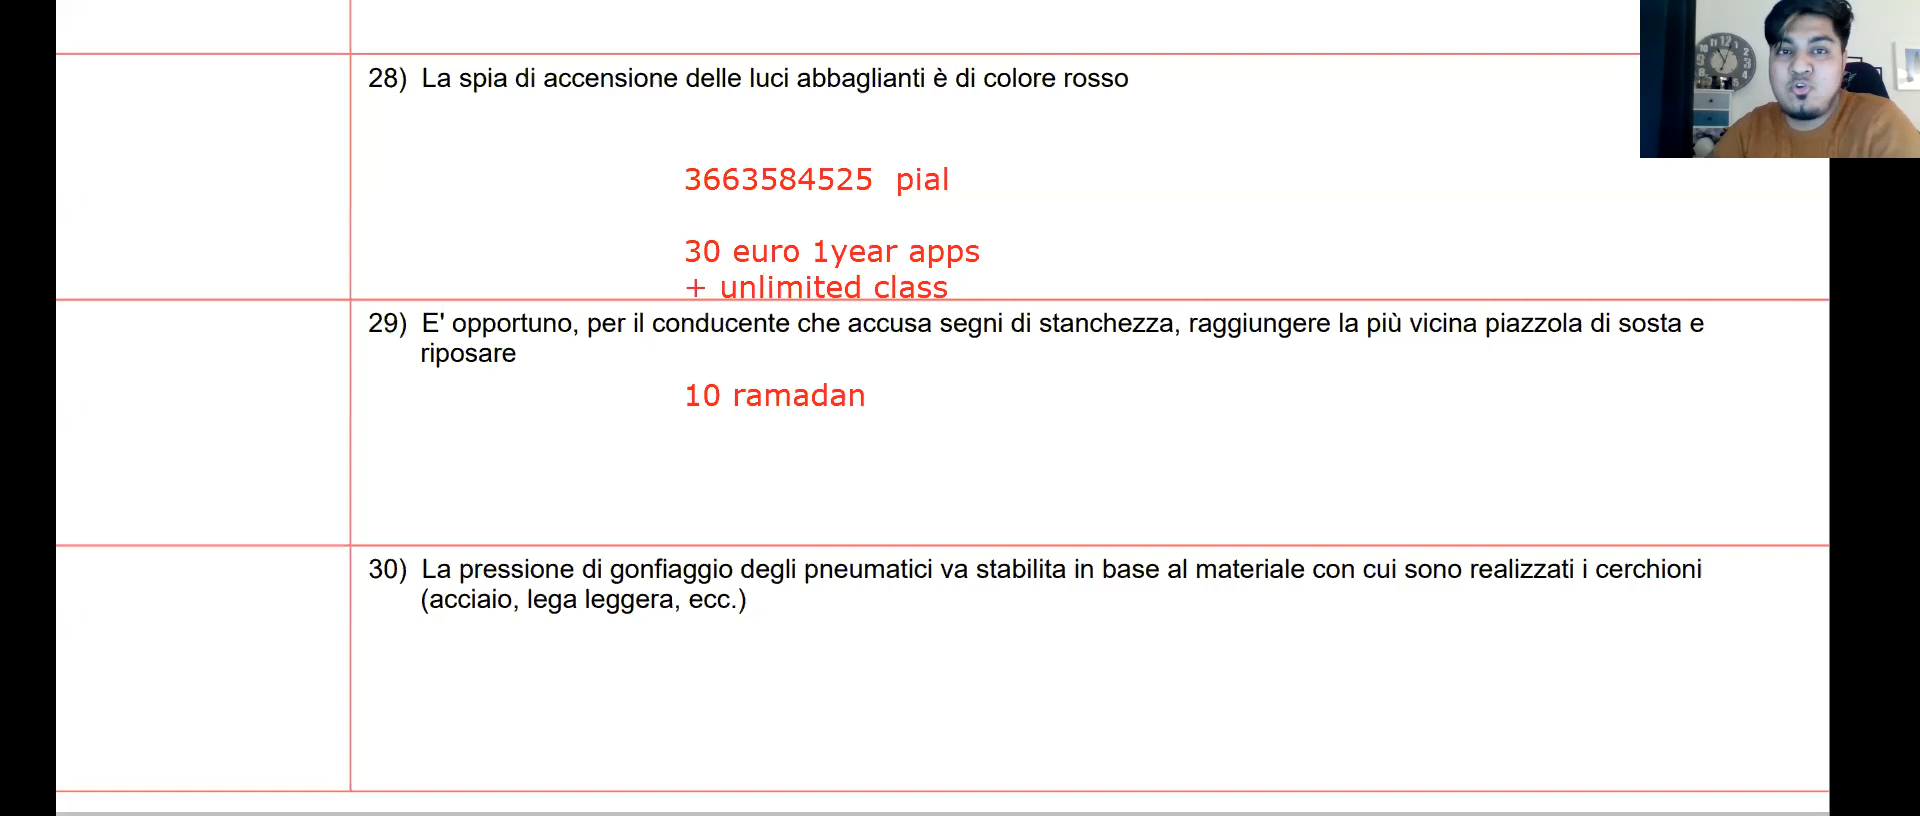 28) La spia di accensione delle luci abbaglianti è di colore rosso
3663584525 pial
30 euro 1year apps
+ unlimited class
29) E' opportuno, per il conducente che accusa segni di stanchezza, raggiungere la più vicina piazzola di sosta e
riposare
10 ramadan
30) La pressione di gonfiaggio degli pneumatici va stabilita in base al materiale con cui sono realizzati i cerchioni
(acciaio, lega leggera, ecc.)